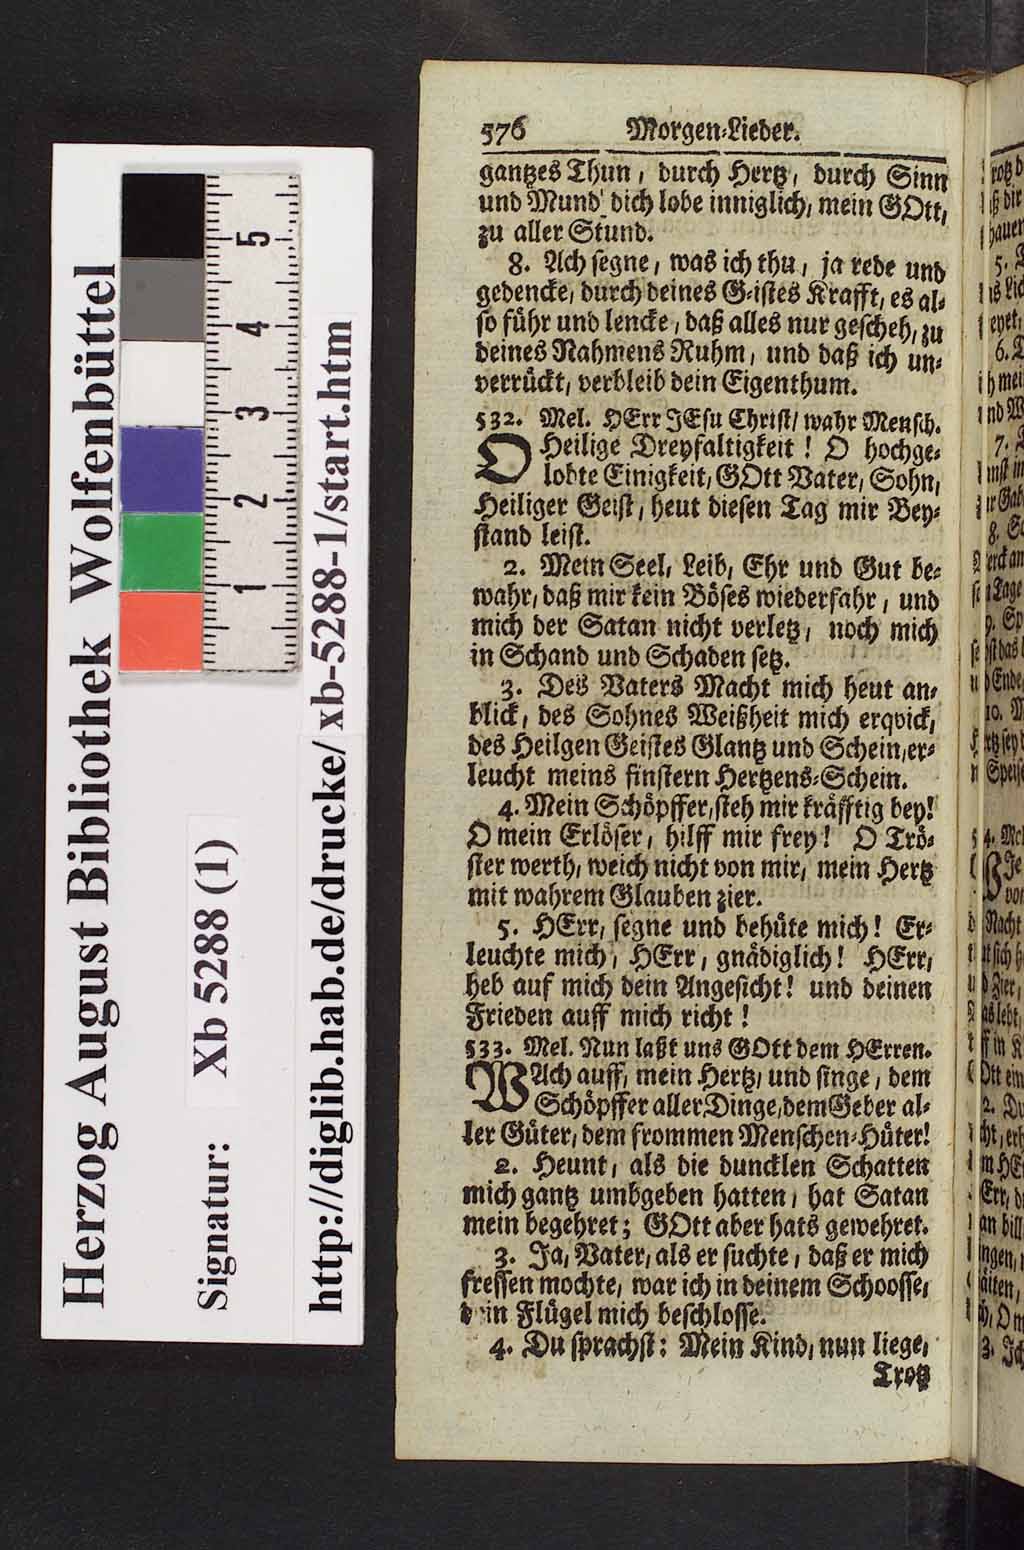 Herzog August Bibliothek Wolfenbüttel
Signatur: Xb 5288 (1)
http://diglib.hab.de/drucke/xb-5288-1/start.htm
5
4
3
2
1
576 Morgen-Lieder.
gantzes Thun, durch Hertz, durch Sinn
und Mund dich lobe inniglich, mein GOtt,
zu aller Stund.
8. Ach segne, was ich thu, ja rede und
gedencke, durch deines Geistes Krafft, es al-
so führ und lencke, daß alles nur gescheh, zu
deines Nahmens Ruhm, und daß ich un-
verrückt, verbleib dein Eigenthum.
532. Mel. HErr JEsu Christ/ wahr Mensch.
O Heilige Dreyfaltigkeit! O hochge-
lobte Einigkeit, GOtt Vater, Sohn,
Heiliger Geist, heut diesen Tag mir Bey-
stand leist.
2. Mein Seel, Leib, Ehr und Gut be-
wahr, daß mir kein Böses wiederfahr, und
mich der Satan nicht verletz, noch mich
in Schand und Schaden setz.
3. Des Vaters Macht mich heut an-
blick, des Sohnes Weißheit mich erqvick,
des Heilgen Geistes Glantz und Schein, er-
leucht meins finstern Hertzens-Schein.
4. Mein Schöpffer, steh mir kräfftig bey!
O mein Erlöser, hilff mir frey! O Trö-
ster werth, weich nicht von mir, mein Hertz
mit wahrem Glauben zier.
5. HErr, segne und behüte mich! Er-
leuchte mich, HErr, gnädiglich! HErr,
heb auf mich dein Angesicht! und deinen
Frieden auff mich richt!
533. Mel. Nun laßt uns GOtt dem HErren.
WAch auff, mein Hertz, und singe, dem
Schöpffer aller Dinge, dem Geber al-
ler Güter, dem frommen Menschen-Hüter!
2. Heunt, als die duncklen Schatten
mich gantz umbgeben hatten, hat Satan
mein begehret; GOtt aber hats gewehret.
3. Ja, Vater, als er suchte, daß er mich
fressen mochte, war ich in deinem Schoosse,
dein Flügel mich beschlosse.
4. Du sprachst: Mein Kind, nun liege,
Trotz